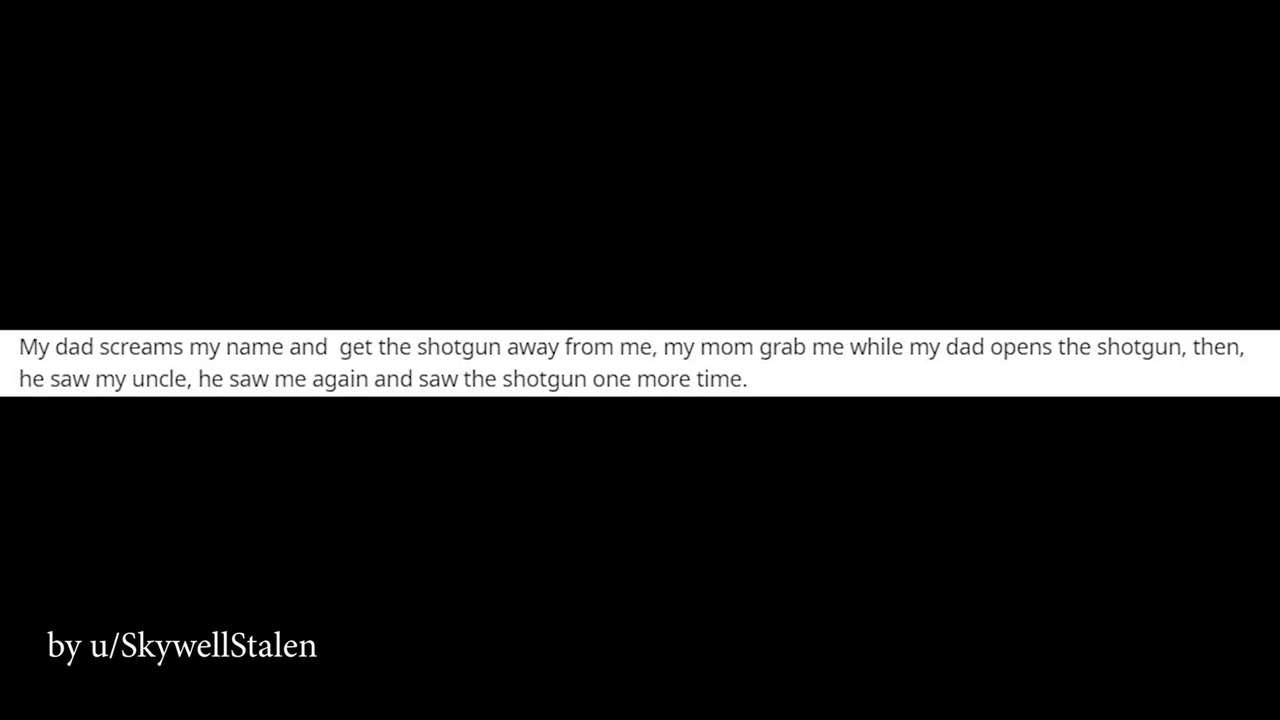 My dad screams my name and  get the shotgun away from me, my mom grab me while my dad opens the shotgun, then,
he saw my uncle, he saw me again and saw the shotgun one more time.
by u/SkywellStalen